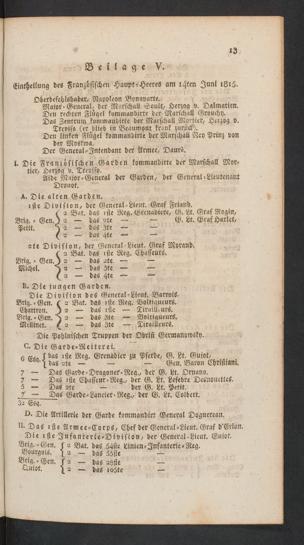 13
Beilage V.
Eintheilung des Französischen Haupt-Heeres am 14ten Juni 1815.
Oberbefehlshaber, Napoleon Bonaparte.
Major-General, der Marschall Soult, Herzog v. Dalmatien.
Den rechten Flügel kommandirte der Marschall Grouchy.
Das Zentrum kommandirte der Marschall Mortier, Herzog v.
Treviso (er blieb in Beaumont krank zurück).
Den linken Flügel kommandirte der Marschall Ney Prinz von
der Moskwa.
Der General-Intendant der Armee, Daure.
I. Die Französischen Garden kommandirte der Marschall Mor-
tier, Herzog v. Treviso.
Aide Major-General der Garden, der General-Lieutenant
Drouot.
A. Die alten Garden.
1ste Division, der General-Lieut. Graf Friand.
2 Bat. das 1ste Reg. Grenadiere, G. Lt. Graf Rogin,
Brig.-Gen. 2 — das 2te — G. Lt. Graf Harlet,
Petit. 2 — das 3te —
2 — das 4te —
2te Division, der General-Lieut. Graf Morand.
2 Bat. das 1ste Reg. Chasseurs.
Brig.-Gen. 2 — das 2te —
Michel. 2 — das 3te —
2 — das 4te —
B. Die jungen Garden.
Die Division des General-Lieut. Barrois.
Brig.-Gen. 2 Bat. das 1ste Reg. Voltigueurs.
Chartran. 2 — das 1ste — Tirailleurs.
Brig.-Gen. 2 — das 3te — Voltigueurs.
Mellinet. 2 — das 3te — Tirailleurs.
Die Pohlnischen Truppen der Obrist Germanowsky.
C. Die Garde-Reiterei.
6 Esq. das 1ste Reg. Grenadier zu Pferde, G. Lt. Guiot.
das 2te — Gen. Baron Christiani.
7 — Das Garde-Dragoner-Reg., der G. Lt. Ornano.
7 — Das 1ste Chasseur-Reg., der G. Lt. Lefebre Desnouettes.
5 — Das 2te — der G. Lt. Petit.
7 — Das Garde-Lancier-Reg., der G. Lt. Colbert.
32 Esq.
D. Die Artillerie der Garde kommandirt General Dogureau.
II. Das 1ste Armee-Corps, Chef der General-Lieut. Graf d'Erlon.
Die 1ste Infanterie-Division, der General-Lieut. Guiot.
Brig.-Gen. 2 Bat. das 54ste Linien-Infanterie-Reg.
Bourgois. 2 — das 55ste —
Brig.-Gen. 2 — das 28ste —
Quiot. 2 — das 105te —